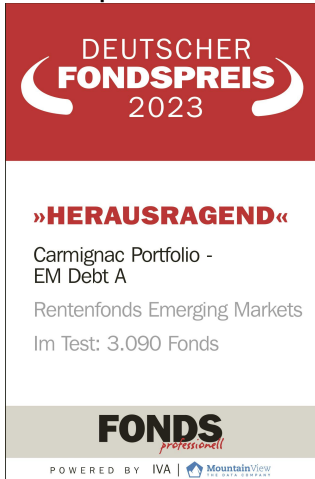 DEUTSCHER
FONDSPREIS
2023
»HERAUSRAGEND«
Carmignac Portfolio -
EM Debt A
Rentenfonds Emerging Markets
Im Test: 3.090 Fonds
FONDS
professionell
POWERED BY IVA | MountainView
THE DATA COMPANY